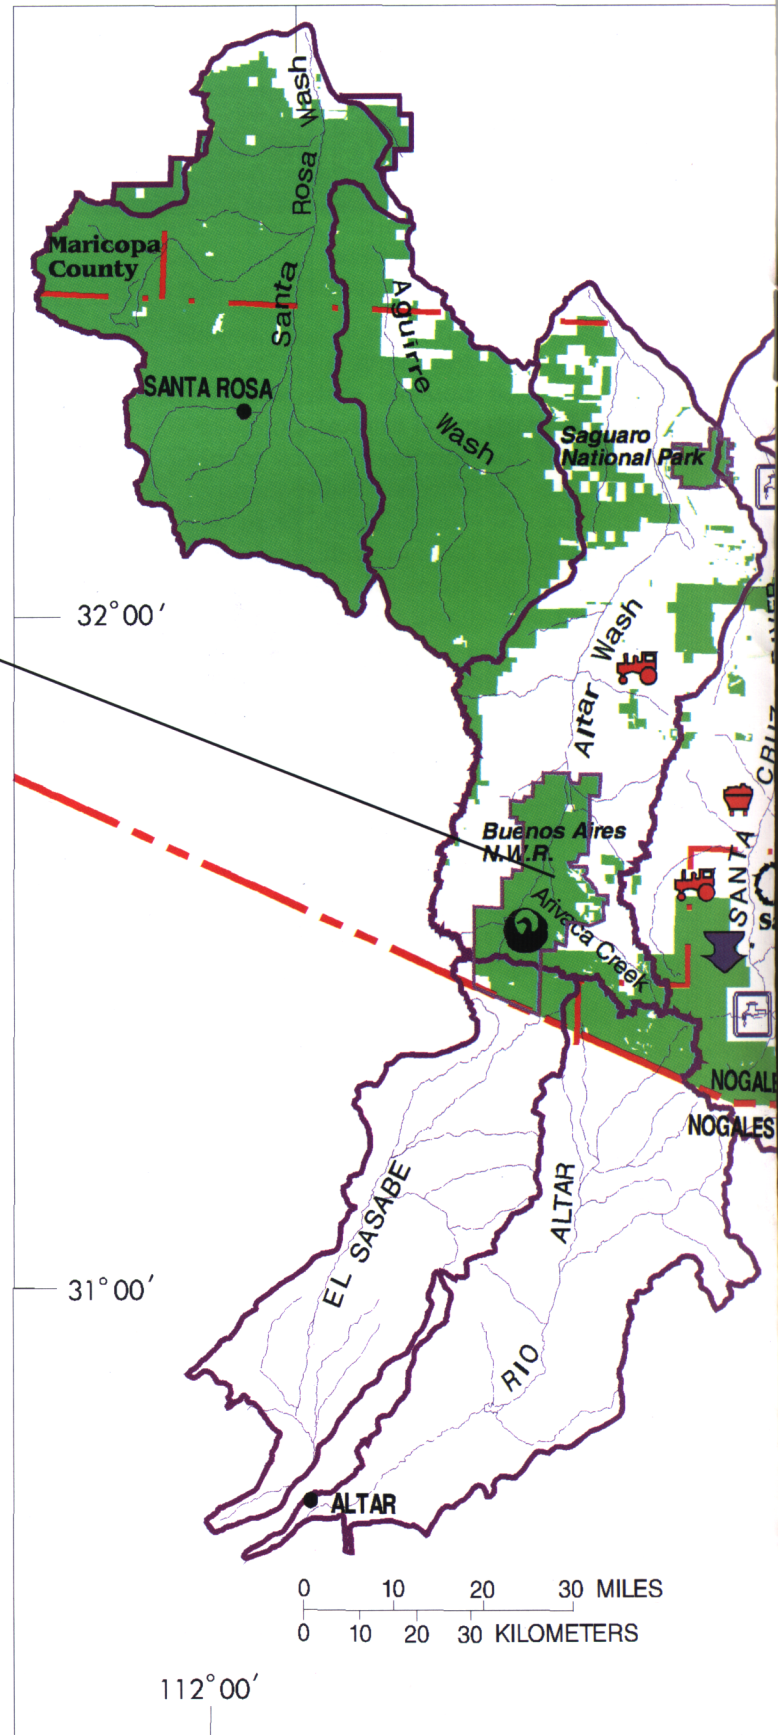 Santa Rosa Wash
Maricopa
County
Aguirre Wash
SANTA ROSA
Saguaro
National Park
32°00′
Altar Wash
SANTA CRUZ
Buenos Aires
N.W.R.
Arivaca Creek
NOGALE
NOGALES
EL SASABE
RIO ALTAR
31°00′
ALTAR
0 10 20 30 MILES
0 10 20 30 KILOMETERS
112°00′